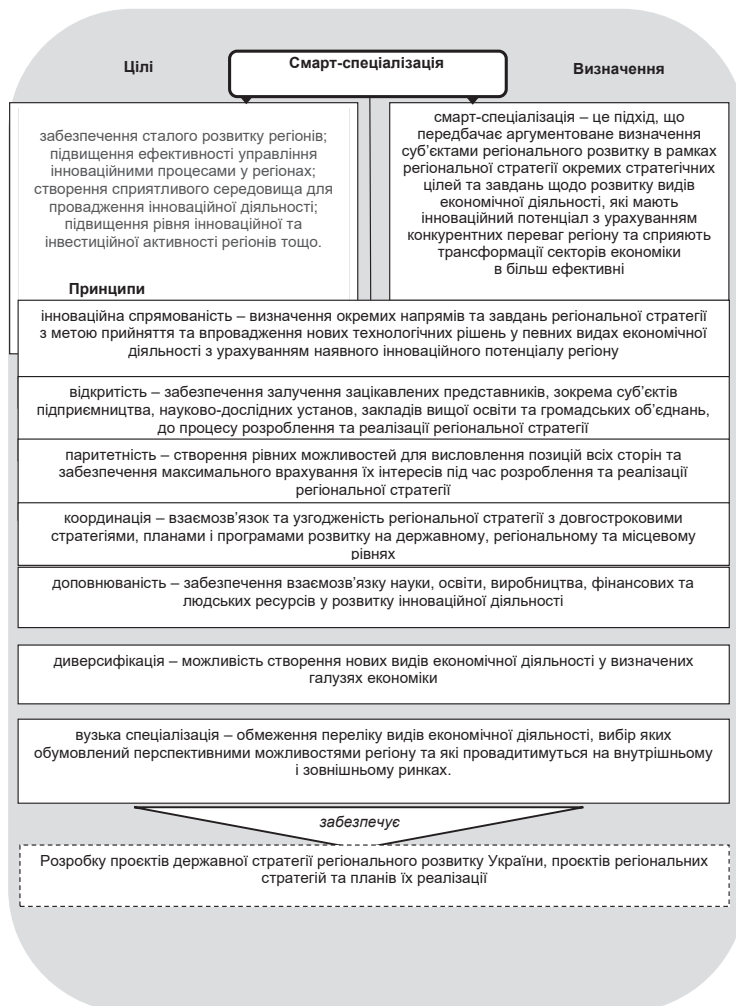 Цілі
Смарт-спеціалізація
Визначення
забезпечення сталого розвитку регіонів;
підвищення ефективності управління
інноваційними процесами у регіонах;
створення сприятливого середовища для
провадження інноваційної діяльності;
підвищення рівня інноваційної та
інвестиційної активності регіонів тощо.
смарт-спеціалізація – це підхід, що
передбачає аргументоване визначення
суб’єктами регіонального розвитку в рамках
регіональної стратегії окремих стратегічних
цілей та завдань щодо розвитку видів
економічної діяльності, які мають
інноваційний потенціал з урахуванням
конкурентних переваг регіону та сприяють
трансформації секторів економіки
в більш ефективні
Принципи
інноваційна спрямованість – визначення окремих напрямів та завдань регіональної стратегії
з метою прийняття та впровадження нових технологічних рішень у певних видах економічної
діяльності з урахуванням наявного інноваційного потенціалу регіону
відкритість – забезпечення залучення зацікавлених представників, зокрема суб’єктів
підприємництва, науково-дослідних установ, закладів вищої освіти та громадських об’єднань,
до процесу розроблення та реалізації регіональної стратегії
паритетність – створення рівних можливостей для висловлення позицій всіх сторін та
забезпечення максимального врахування їх інтересів під час розроблення та реалізації
регіональної стратегії
координація – взаємозв’язок та узгодженість регіональної стратегії з довгостроковими
стратегіями, планами і програмами розвитку на державному, регіональному та місцевому
рівнях
доповнюваність – забезпечення взаємозв’язку науки, освіти, виробництва, фінансових та
людських ресурсів у розвитку інноваційної діяльності
диверсифікація – можливість створення нових видів економічної діяльності у визначених
галузях економіки
вузька спеціалізація – обмеження переліку видів економічної діяльності, вибір яких
обумовлений перспективними можливостями регіону та які провадитимуться на внутрішньому
і зовнішньому ринках.
забезпечує
Розробку проєктів державної стратегії регіонального розвитку України, проєктів регіональних
стратегій та планів їх реалізації